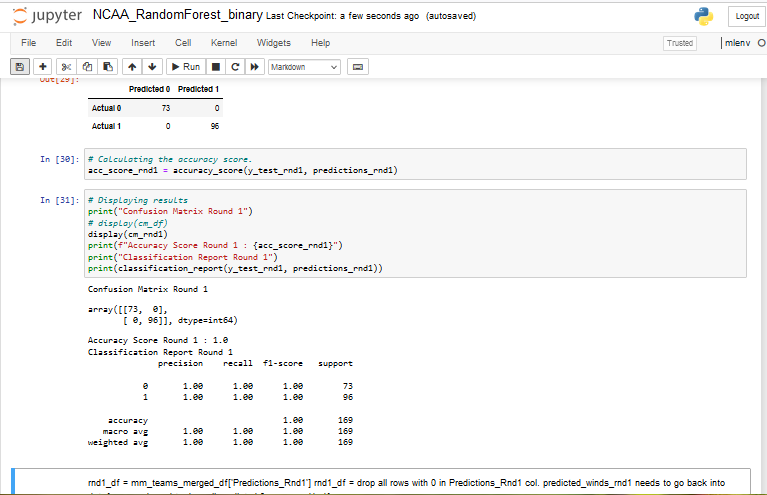 jupyter NCAA_RandomForest_binary Last Checkpoint: a few seconds ago (autosaved)
Logout
File Edit View Insert Cell Kernel Widgets Help
Trusted
mlenv
Run
Markdown
Out[29]:
Predicted 0 Predicted 1
Actual 0 73 0
Actual 1 0 96
In [30]: # Calculating the accuracy score.
acc_score_rnd1 = accuracy_score(y_test_rnd1, predictions_rnd1)
In [31]: # Displaying results
print("Confusion Matrix Round 1")
# display(cm_df)
display(cm_rnd1)
print(f"Accuracy Score Round 1 : {acc_score_rnd1}")
print("Classification Report Round 1")
print(classification_report(y_test_rnd1, predictions_rnd1))
Confusion Matrix Round 1
array([[73, 0],
[ 0, 96]], dtype=int64)
Accuracy Score Round 1 : 1.0
Classification Report Round 1
precision recall f1-score support
0 1.00 1.00 1.00 73
1 1.00 1.00 1.00 96
accuracy 1.00 169
macro avg 1.00 1.00 1.00 169
weighted avg 1.00 1.00 1.00 169
rnd1_df = mm_teams_merged_df['Predictions_Rnd1'] rnd1_df = drop all rows with 0 in Predictions_Rnd1 col. predicted_winds_rnd1 needs to go back into